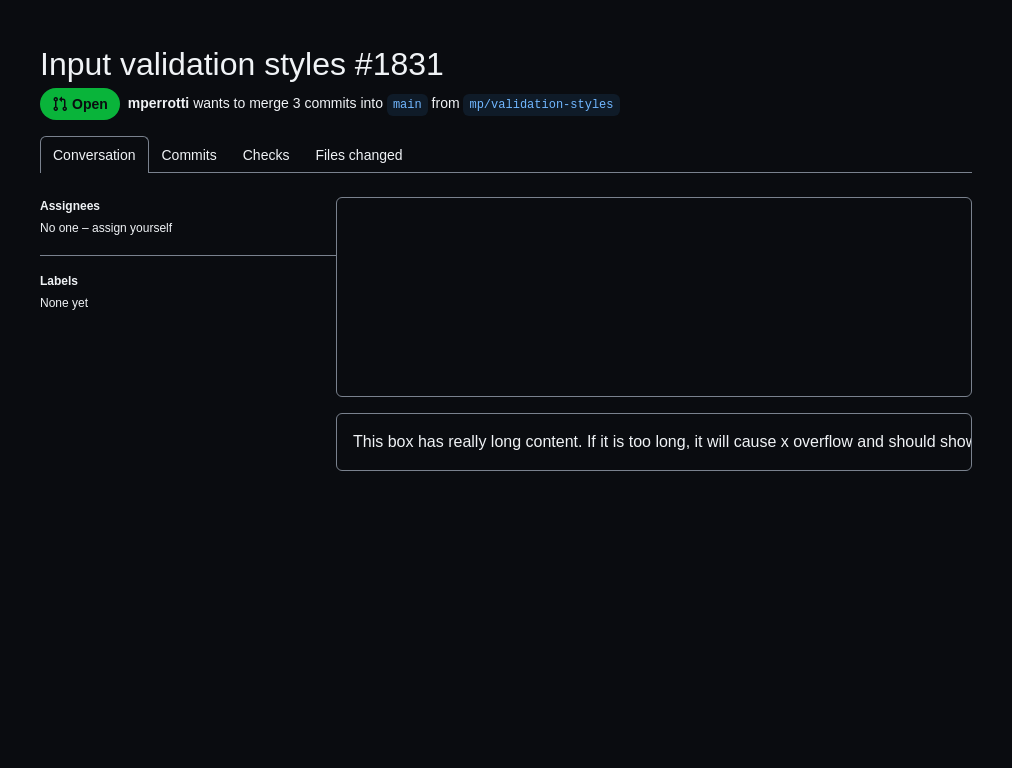 Input validation styles #1831
Open mperrotti wants to merge 3 commits into main from mp/validation-styles
Conversation Commits Checks Files changed
Assignees
No one – assign yourself
Labels
None yet
This box has really long content. If it is too long, it will cause x overflow and should show